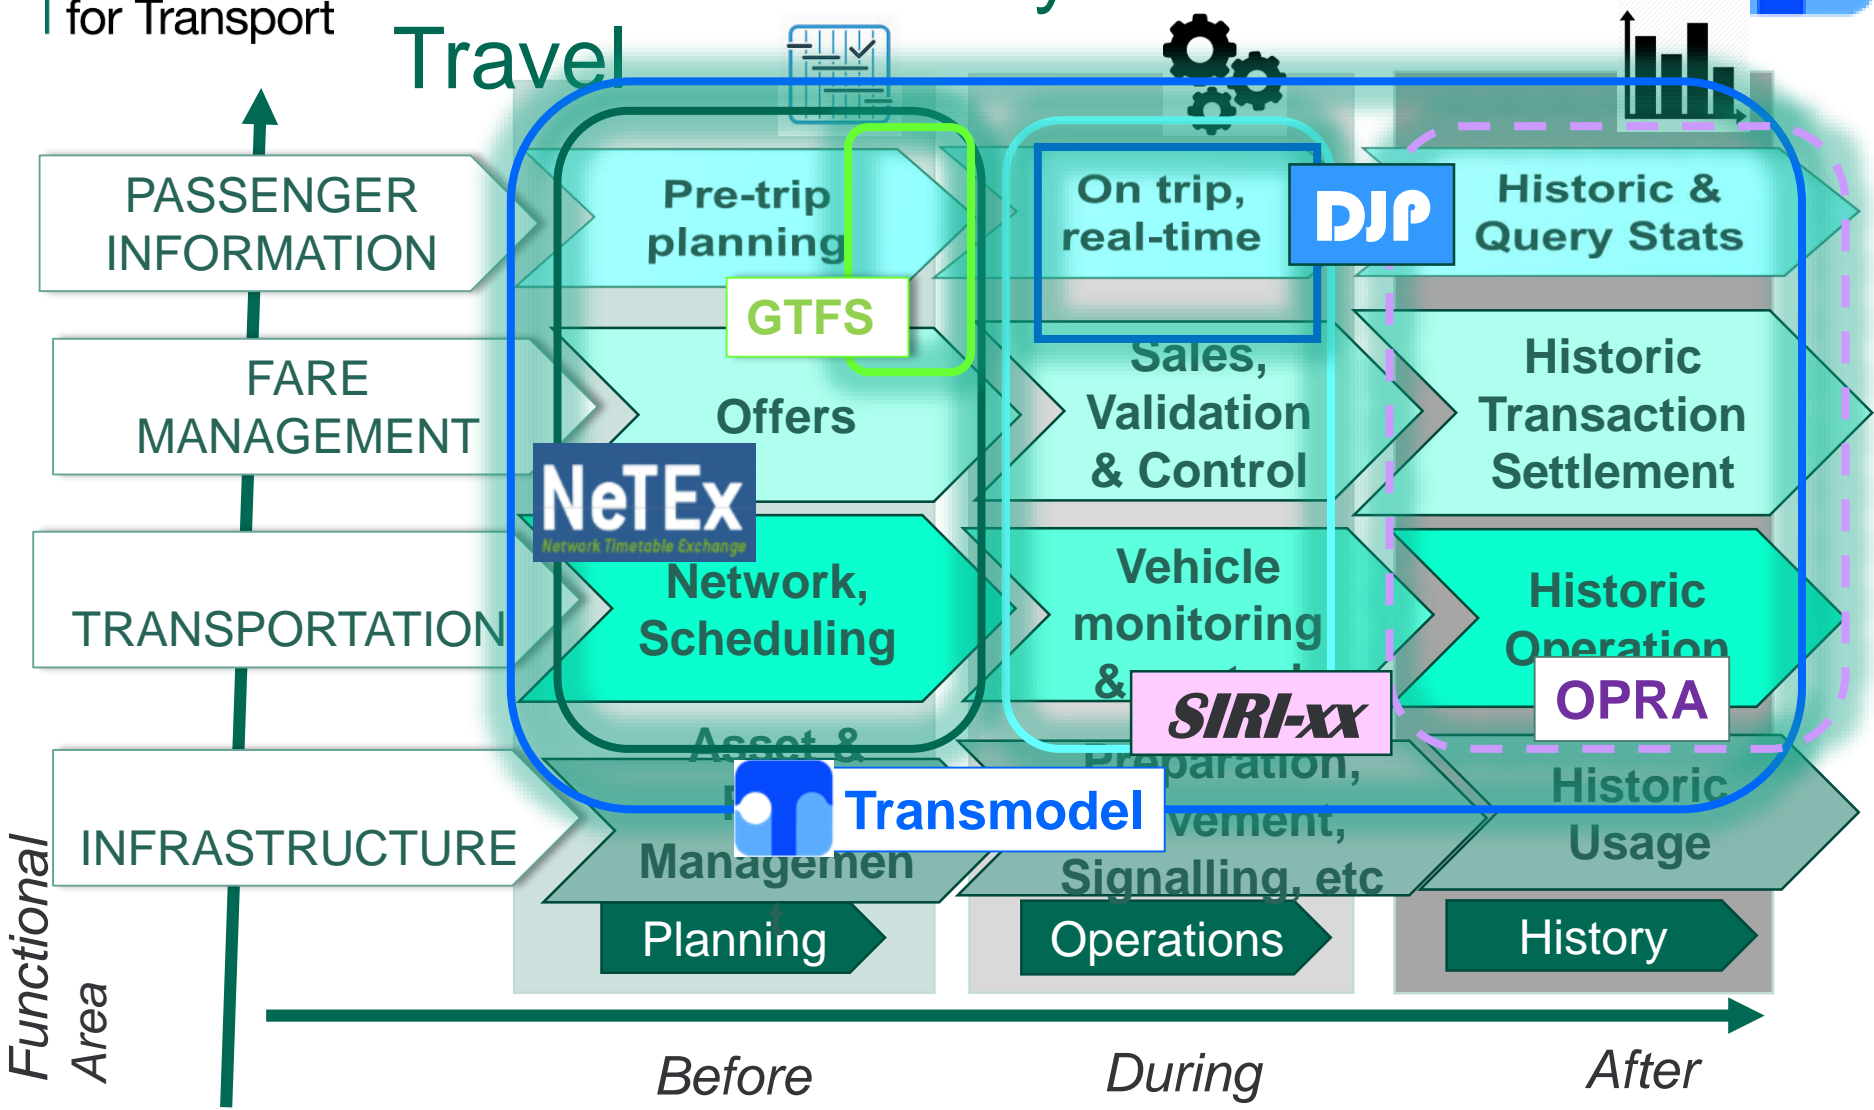 for Transport
Travel
PASSENGER
INFORMATION
Pre-trip
planning
On trip,
real-time
DJP
Historic &
Query Stats
GTFS
FARE
MANAGEMENT
Offers
Sales,
Validation
& Control
Historic
Transaction
Settlement
NeTEx
Network Timetable Exchange
TRANSPORTATION
Network,
Scheduling
Vehicle
monitoring
&
SIRI-xx
Historic
Operation
OPRA
INFRASTRUCTURE
Asset &
Managemen
t
Transmodel
Preparation,
Signalling, etc
Historic
Usage
Planning
Operations
History
Functional
Area
Before
During
After